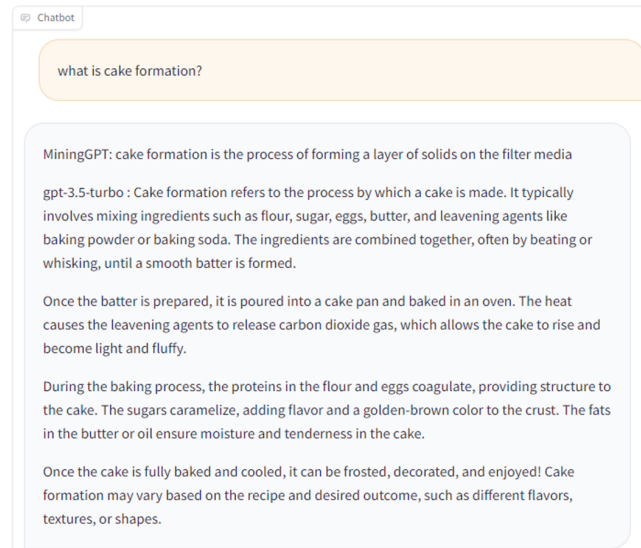 Chatbot
what is cake formation?
MiningGPT: cake formation is the process of forming a layer of solids on the filter media
gpt-3.5-turbo : Cake formation refers to the process by which a cake is made. It typically
involves mixing ingredients such as flour, sugar, eggs, butter, and leavening agents like
baking powder or baking soda. The ingredients are combined together, often by beating or
whisking, until a smooth batter is formed.
Once the batter is prepared, it is poured into a cake pan and baked in an oven. The heat
causes the leavening agents to release carbon dioxide gas, which allows the cake to rise and
become light and fluffy.
During the baking process, the proteins in the flour and eggs coagulate, providing structure to
the cake. The sugars caramelize, adding flavor and a golden-brown color to the crust. The fats
in the butter or oil ensure moisture and tenderness in the cake.
Once the cake is fully baked and cooled, it can be frosted, decorated, and enjoyed! Cake
formation may vary based on the recipe and desired outcome, such as different flavors,
textures, or shapes.